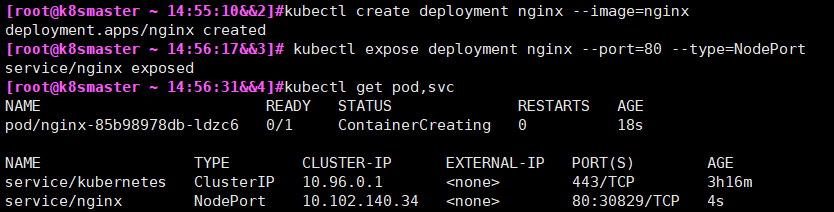 [root@k8smaster ~ 14:55:10&&2]#kubectl create deployment nginx --image=nginx
deployment.apps/nginx created
[root@k8smaster ~ 14:56:17&&3]# kubectl expose deployment nginx --port=80 --type=NodePort
service/nginx exposed
[root@k8smaster ~ 14:56:31&&4]#kubectl get pod,svc
NAME                         READY   STATUS              RESTARTS   AGE
pod/nginx-85b98978db-ldzc6   0/1     ContainerCreating   0          18s

NAME                 TYPE        CLUSTER-IP      EXTERNAL-IP   PORT(S)        AGE
service/kubernetes   ClusterIP   10.96.0.1       <none>        443/TCP        3h16m
service/nginx        NodePort    10.102.140.34   <none>        80:30829/TCP   4s